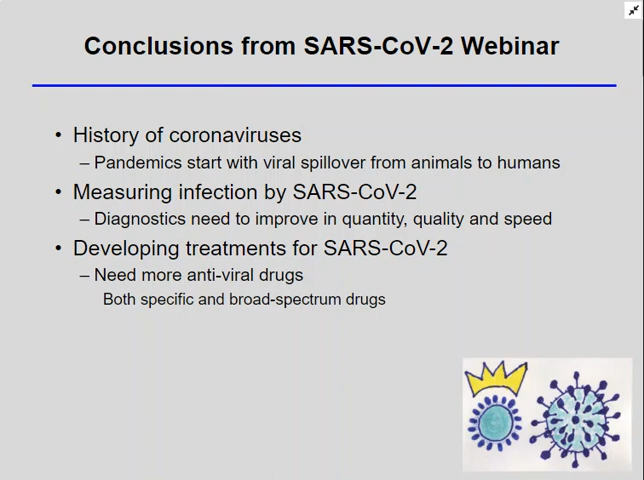 Conclusions from SARS-CoV-2 Webinar
• History of coronaviruses
– Pandemics start with viral spillover from animals to humans
• Measuring infection by SARS-CoV-2
– Diagnostics need to improve in quantity, quality and speed
• Developing treatments for SARS-CoV-2
– Need more anti-viral drugs
Both specific and broad-spectrum drugs